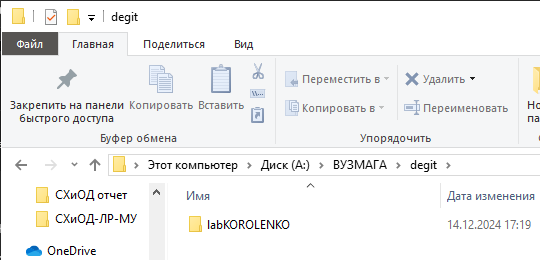 degit
Файл Главная Поделиться Вид
Закрепить на панели быстрого доступа
Копировать
Вставить
Переместить в
Копировать в
Удалить
Переименовать
Буфер обмена
Упорядочить
Этот компьютер Диск (A:) ВУЗМАГА degit
СХиОД отчет
СХиОД-ЛР-МУ
OneDrive
Имя Дата изменения
labKOROLENKO 14.12.2024 17:19